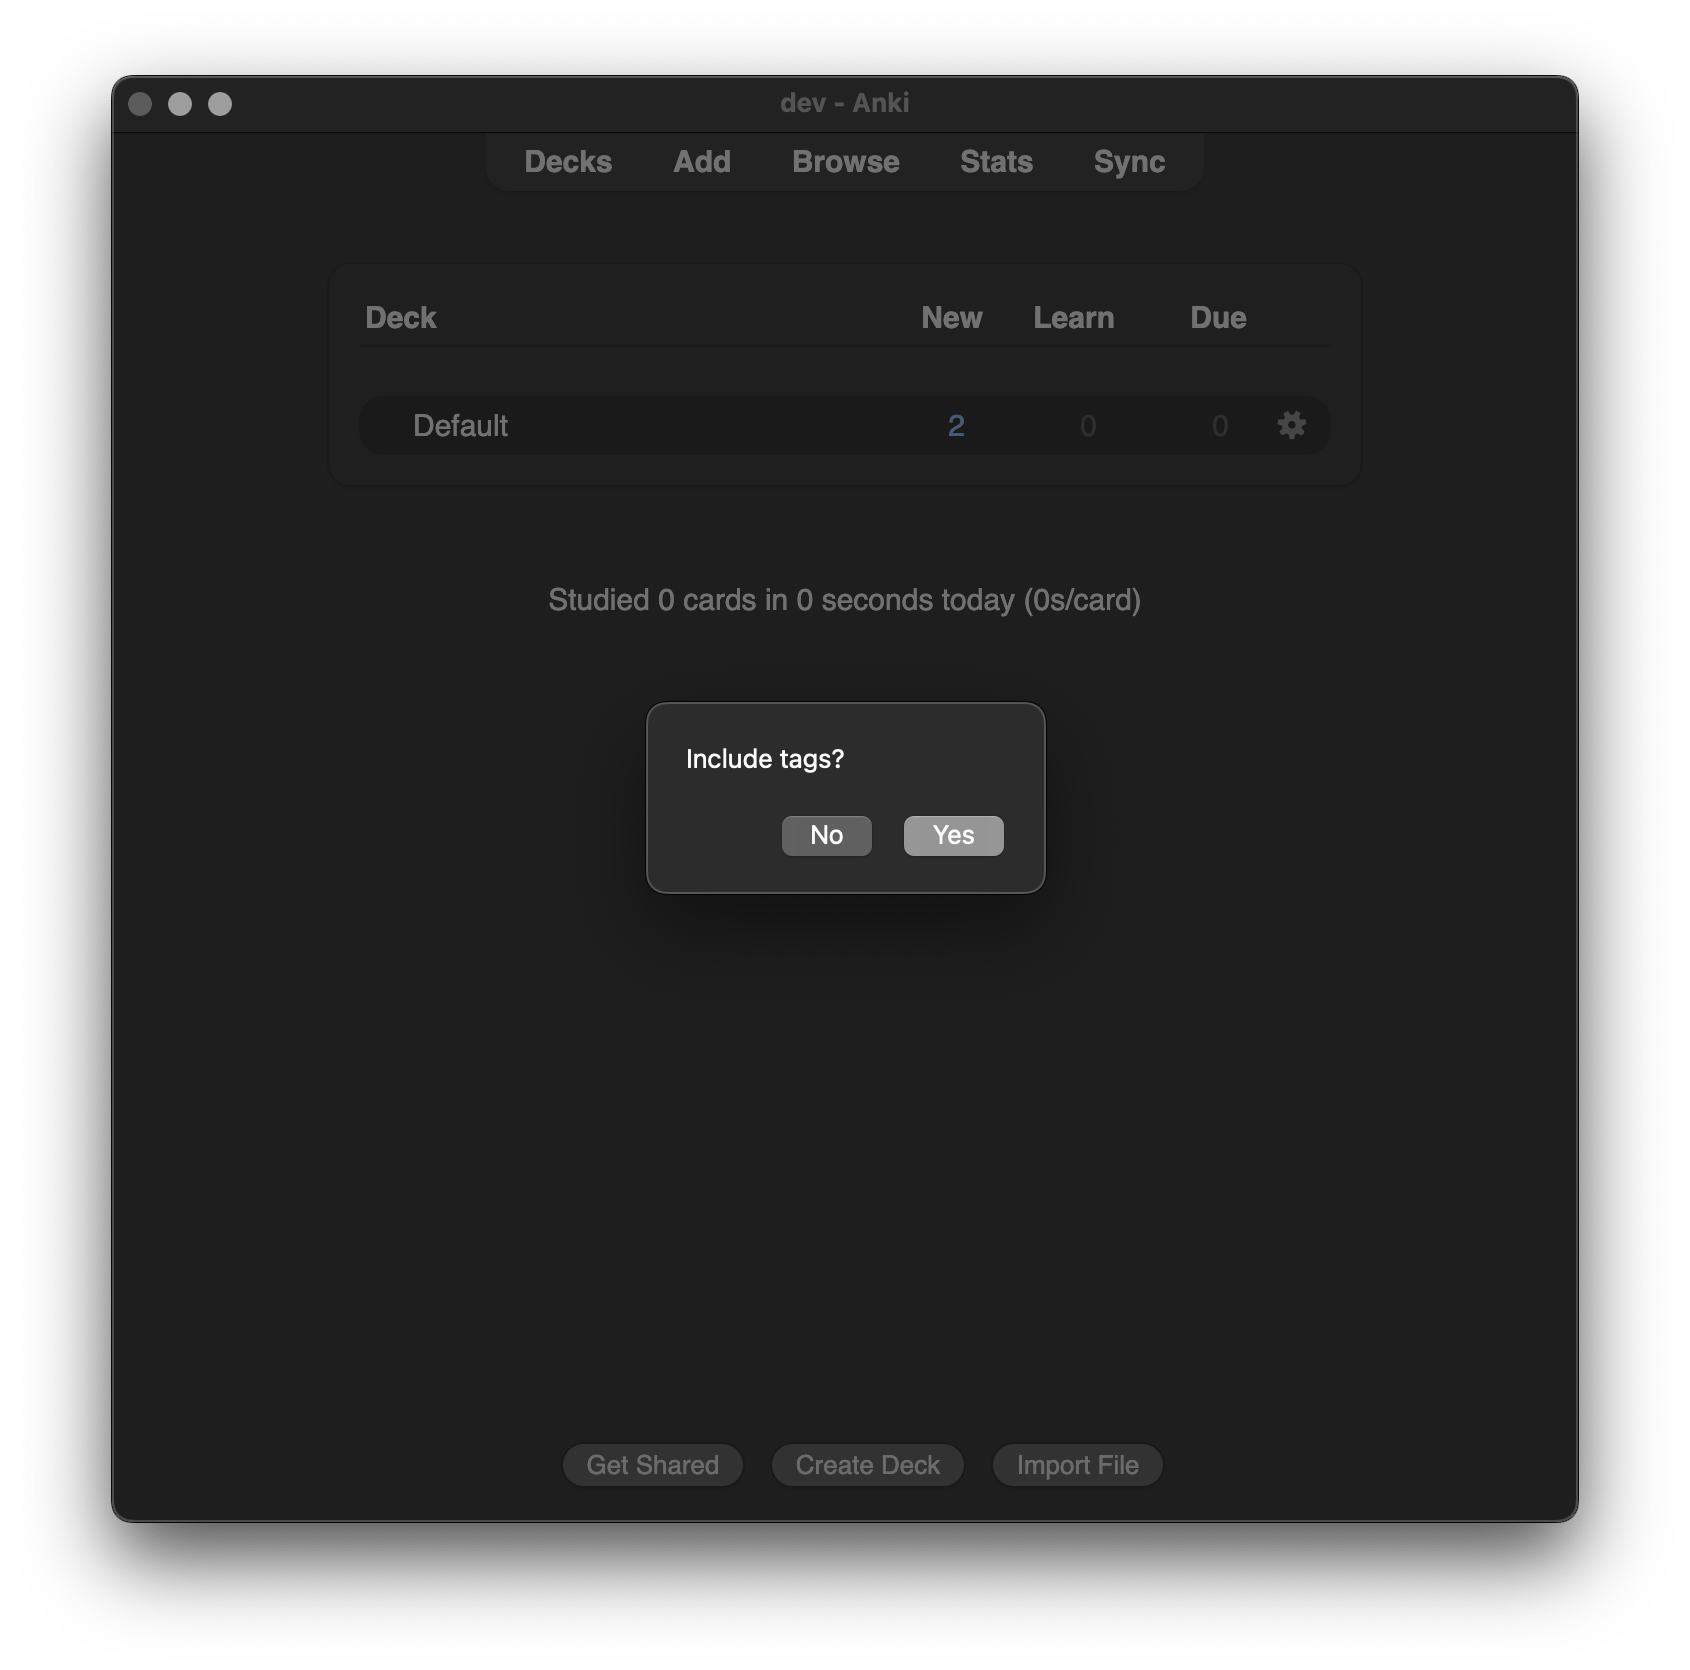 dev - Anki
Decks Add Browse Stats Sync
Deck New Learn Due
Default 2 0 0
Studied 0 cards in 0 seconds today (0s/card)
Include tags?
No Yes
Get Shared Create Deck Import File